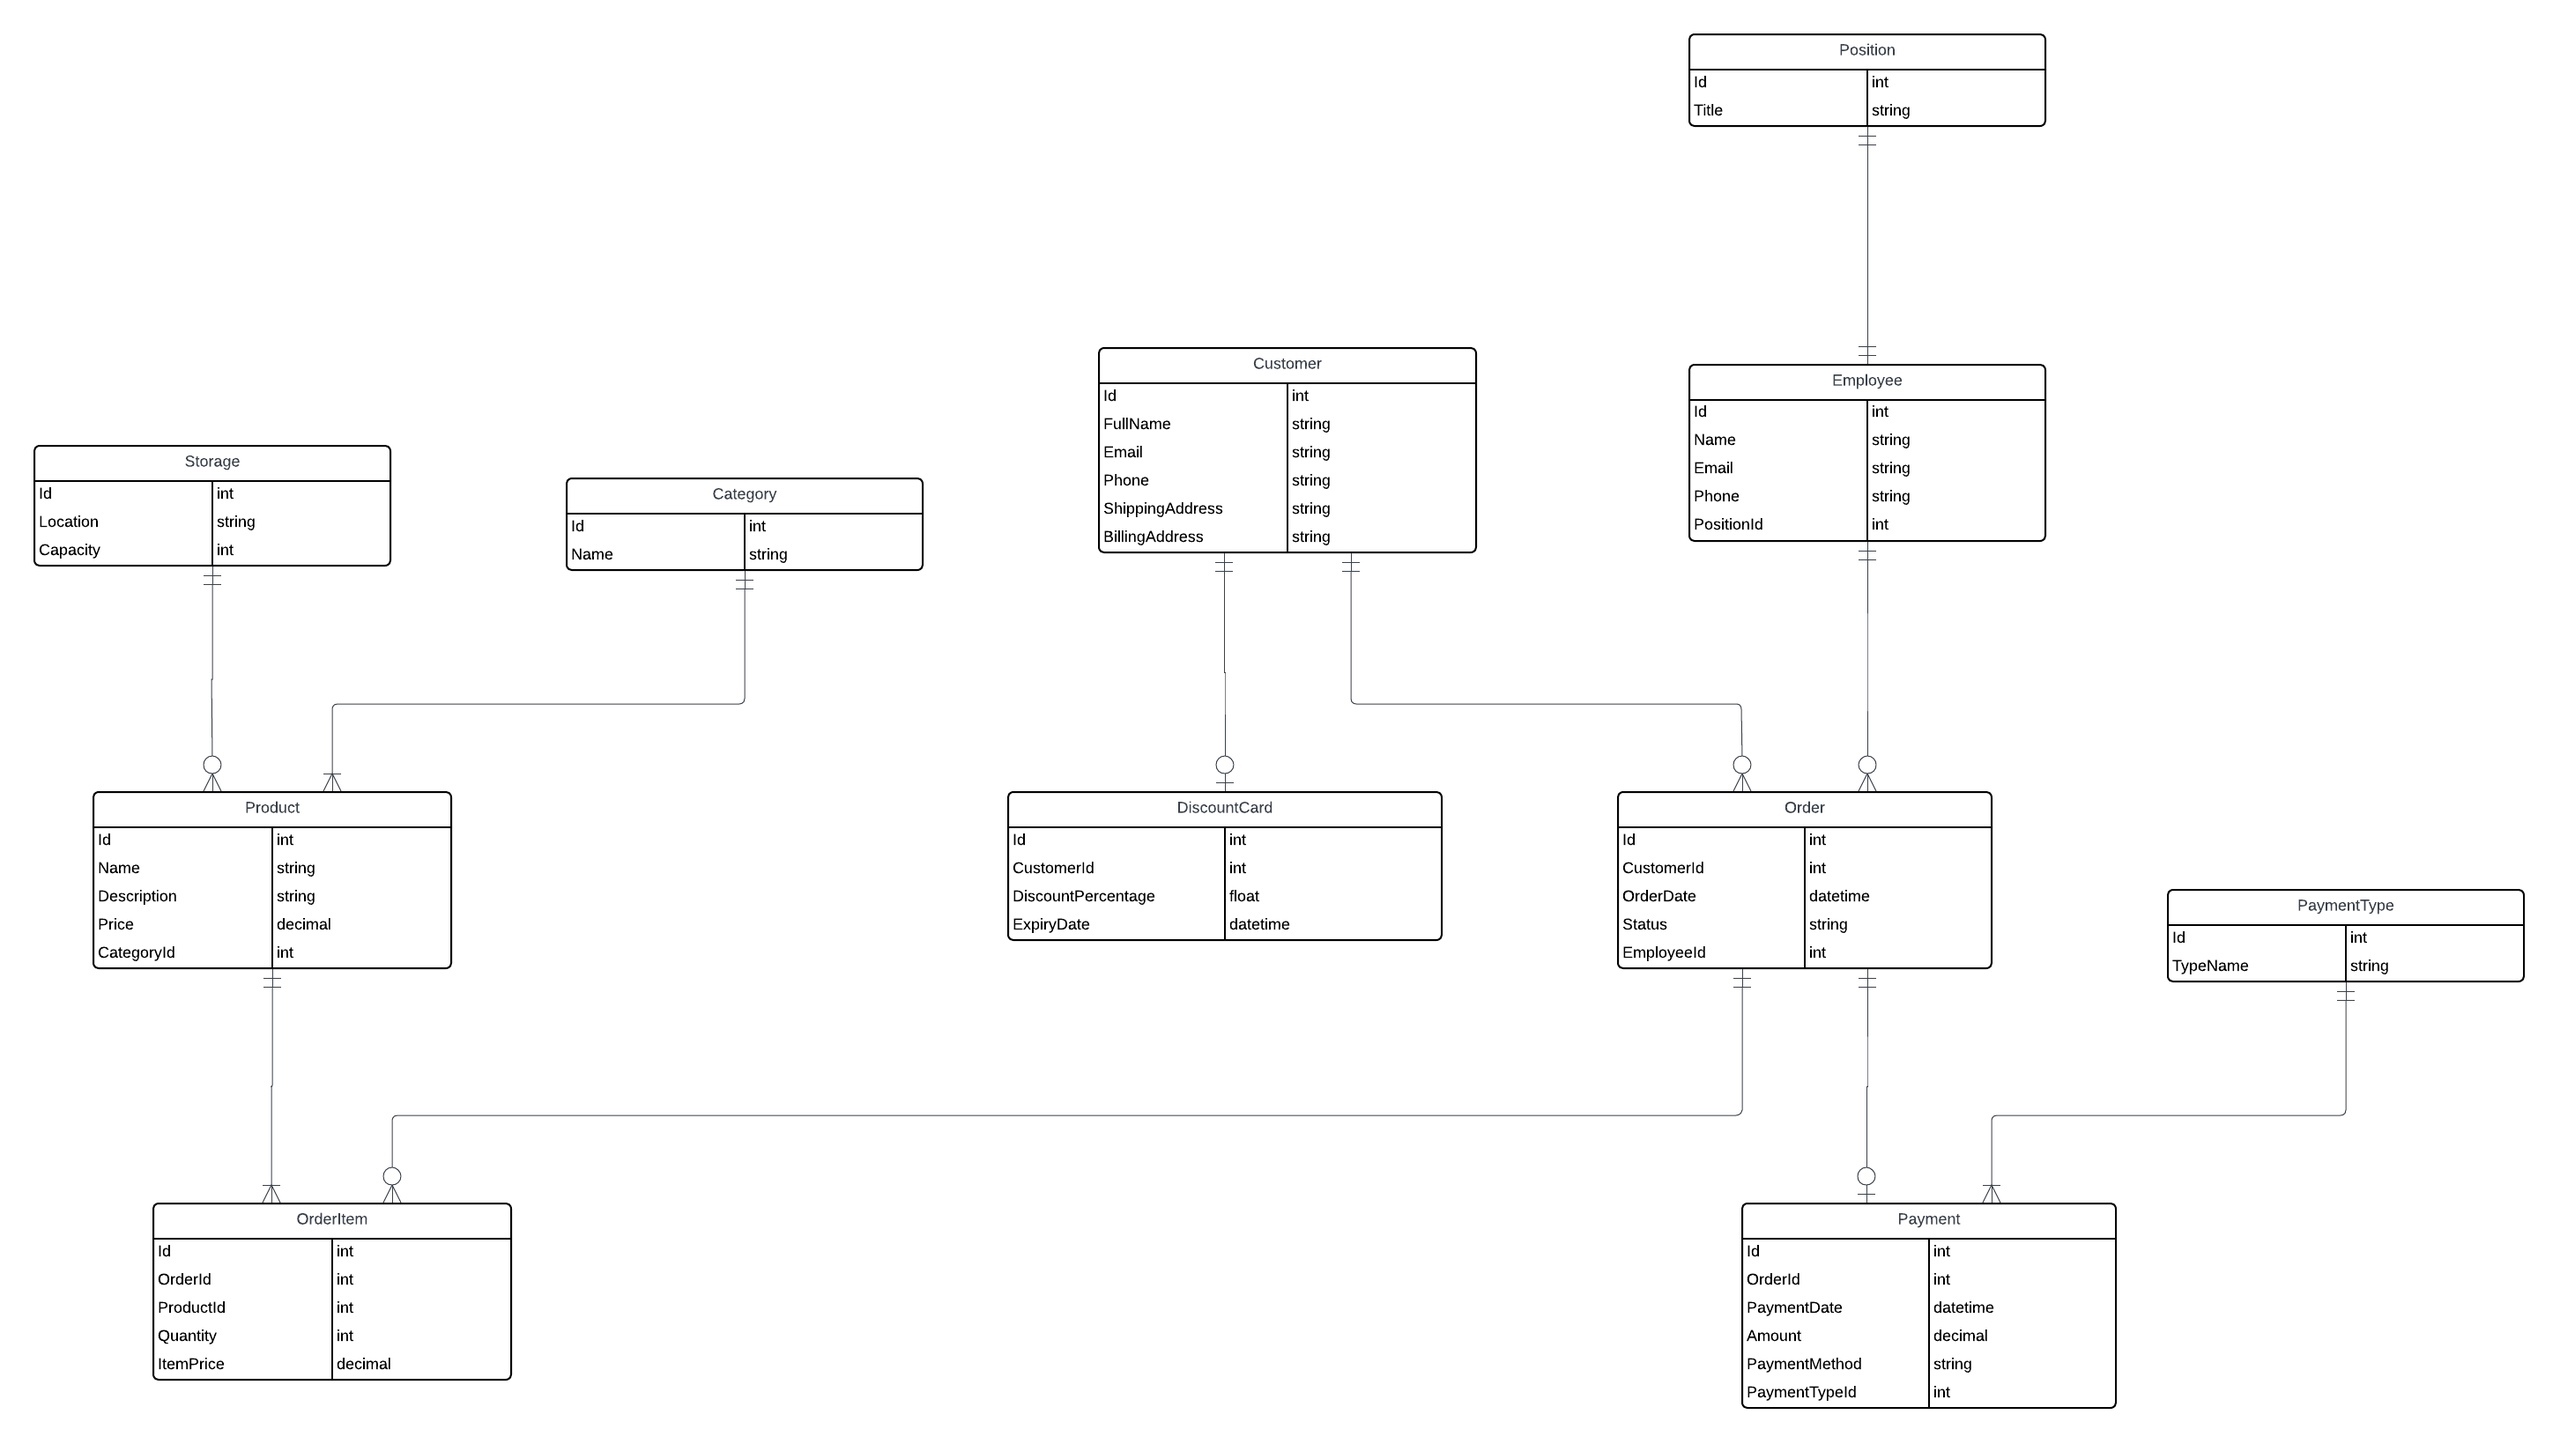 Position
Id int
Title string
Customer
Id int
FullName string
Email string
Phone string
ShippingAddress string
BillingAddress string
Employee
Id int
Name string
Email string
Phone string
PositionId int
Storage
Id int
Location string
Capacity int
Category
Id int
Name string
Product
Id int
Name string
Description string
Price decimal
CategoryId int
DiscountCard
Id int
CustomerId int
DiscountPercentage float
ExpiryDate datetime
Order
Id int
CustomerId int
OrderDate datetime
Status string
EmployeeId int
PaymentType
Id int
TypeName string
OrderItem
Id int
OrderId int
ProductId int
Quantity int
ItemPrice decimal
Payment
Id int
OrderId int
PaymentDate datetime
Amount decimal
PaymentMethod string
PaymentTypeId int